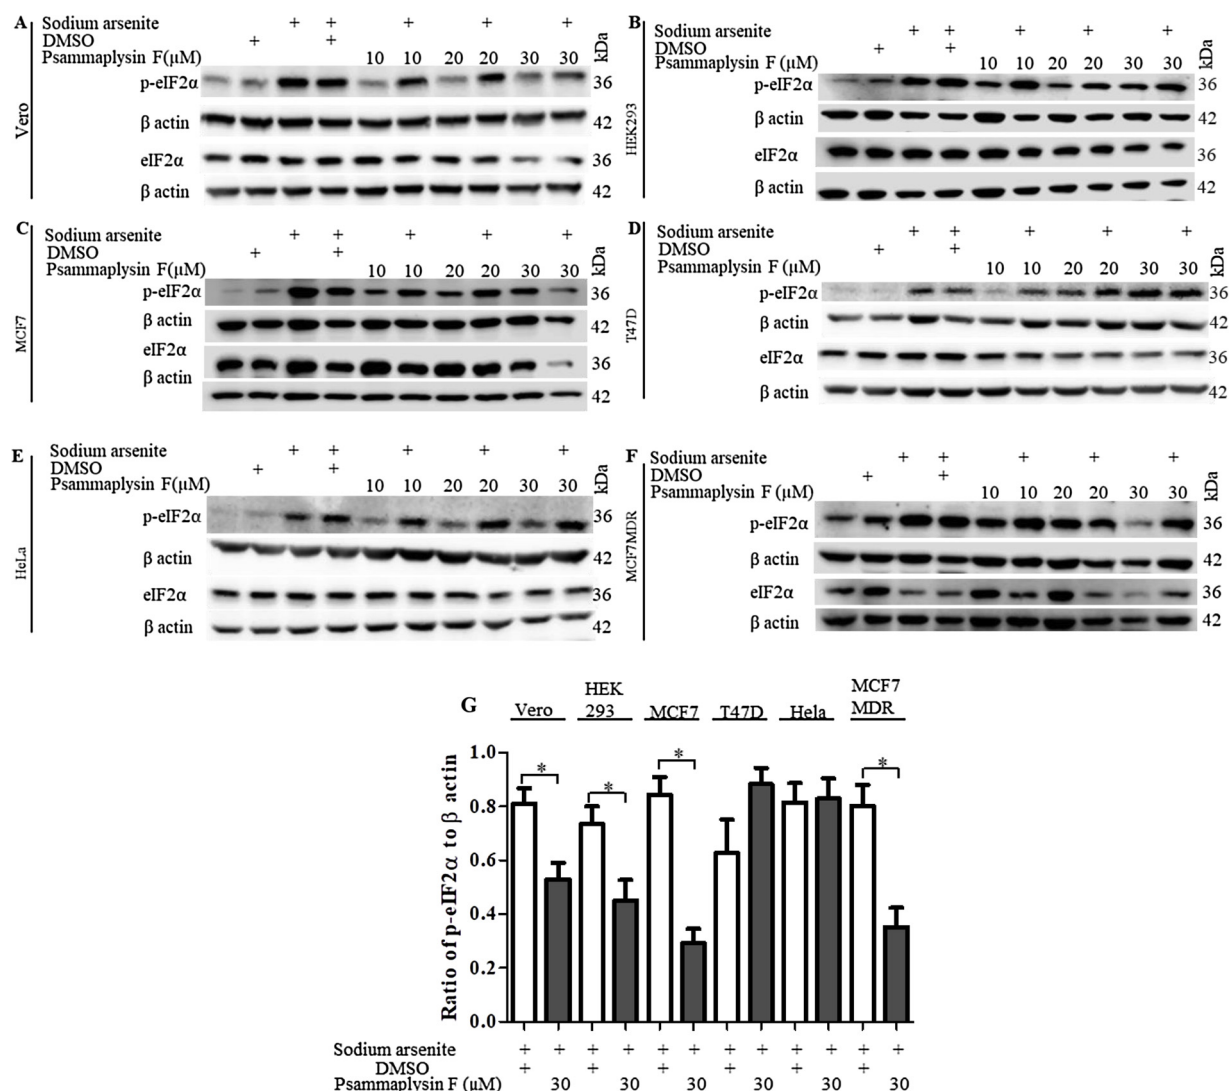 A
Sodium arsenite + + + + +
DMSO + +
Psammaplysin F(μM) 10 10 20 20 30 30
kDa
Vero
p-eIF2α 36
β actin 42
eIF2α 36
β actin 42
B
Sodium arsenite + + + + +
DMSO + +
Psammaplysin F (μM) 10 10 20 20 30 30
kDa
HEK293
p-eIF2α 36
β actin 42
eIF2α 36
β actin 42
C
Sodium arsenite + + + + +
DMSO + +
Psammaplysin F(μM) 10 10 20 20 30 30
kDa
MCF7
p-eIF2α 36
β actin 42
eIF2α 36
β actin 42
D
Sodium arsenite + + + + +
DMSO + +
Psammaplysin F (μM) 10 10 20 20 30 30
kDa
T47D
p-eIF2α 36
β actin 42
eIF2α 36
β actin 42
E
Sodium arsenite + + + + +
DMSO + +
Psammaplysin F(μM) 10 10 20 20 30 30
kDa
HeLa
p-eIF2α 36
β actin 42
eIF2α 36
β actin 42
F
Sodium arsenite + + + + +
DMSO + +
Psammaplysin F(μM) 10 10 20 20 30 30
kDa
MCF7MDR
p-eIF2α 36
β actin 42
eIF2α 36
β actin 42
G
Vero
HEK
293
MCF7
T47D
Hela
MCF7
MDR
Ratio of p-eIF2α to β actin
1.0
0.8
0.6
0.4
0.2
0.0
* * * *
Sodium arsenite + + + + + + + + + + + +
DMSO + + + + + +
Psammaplysin F (μM) 30 30 30 30 30 30